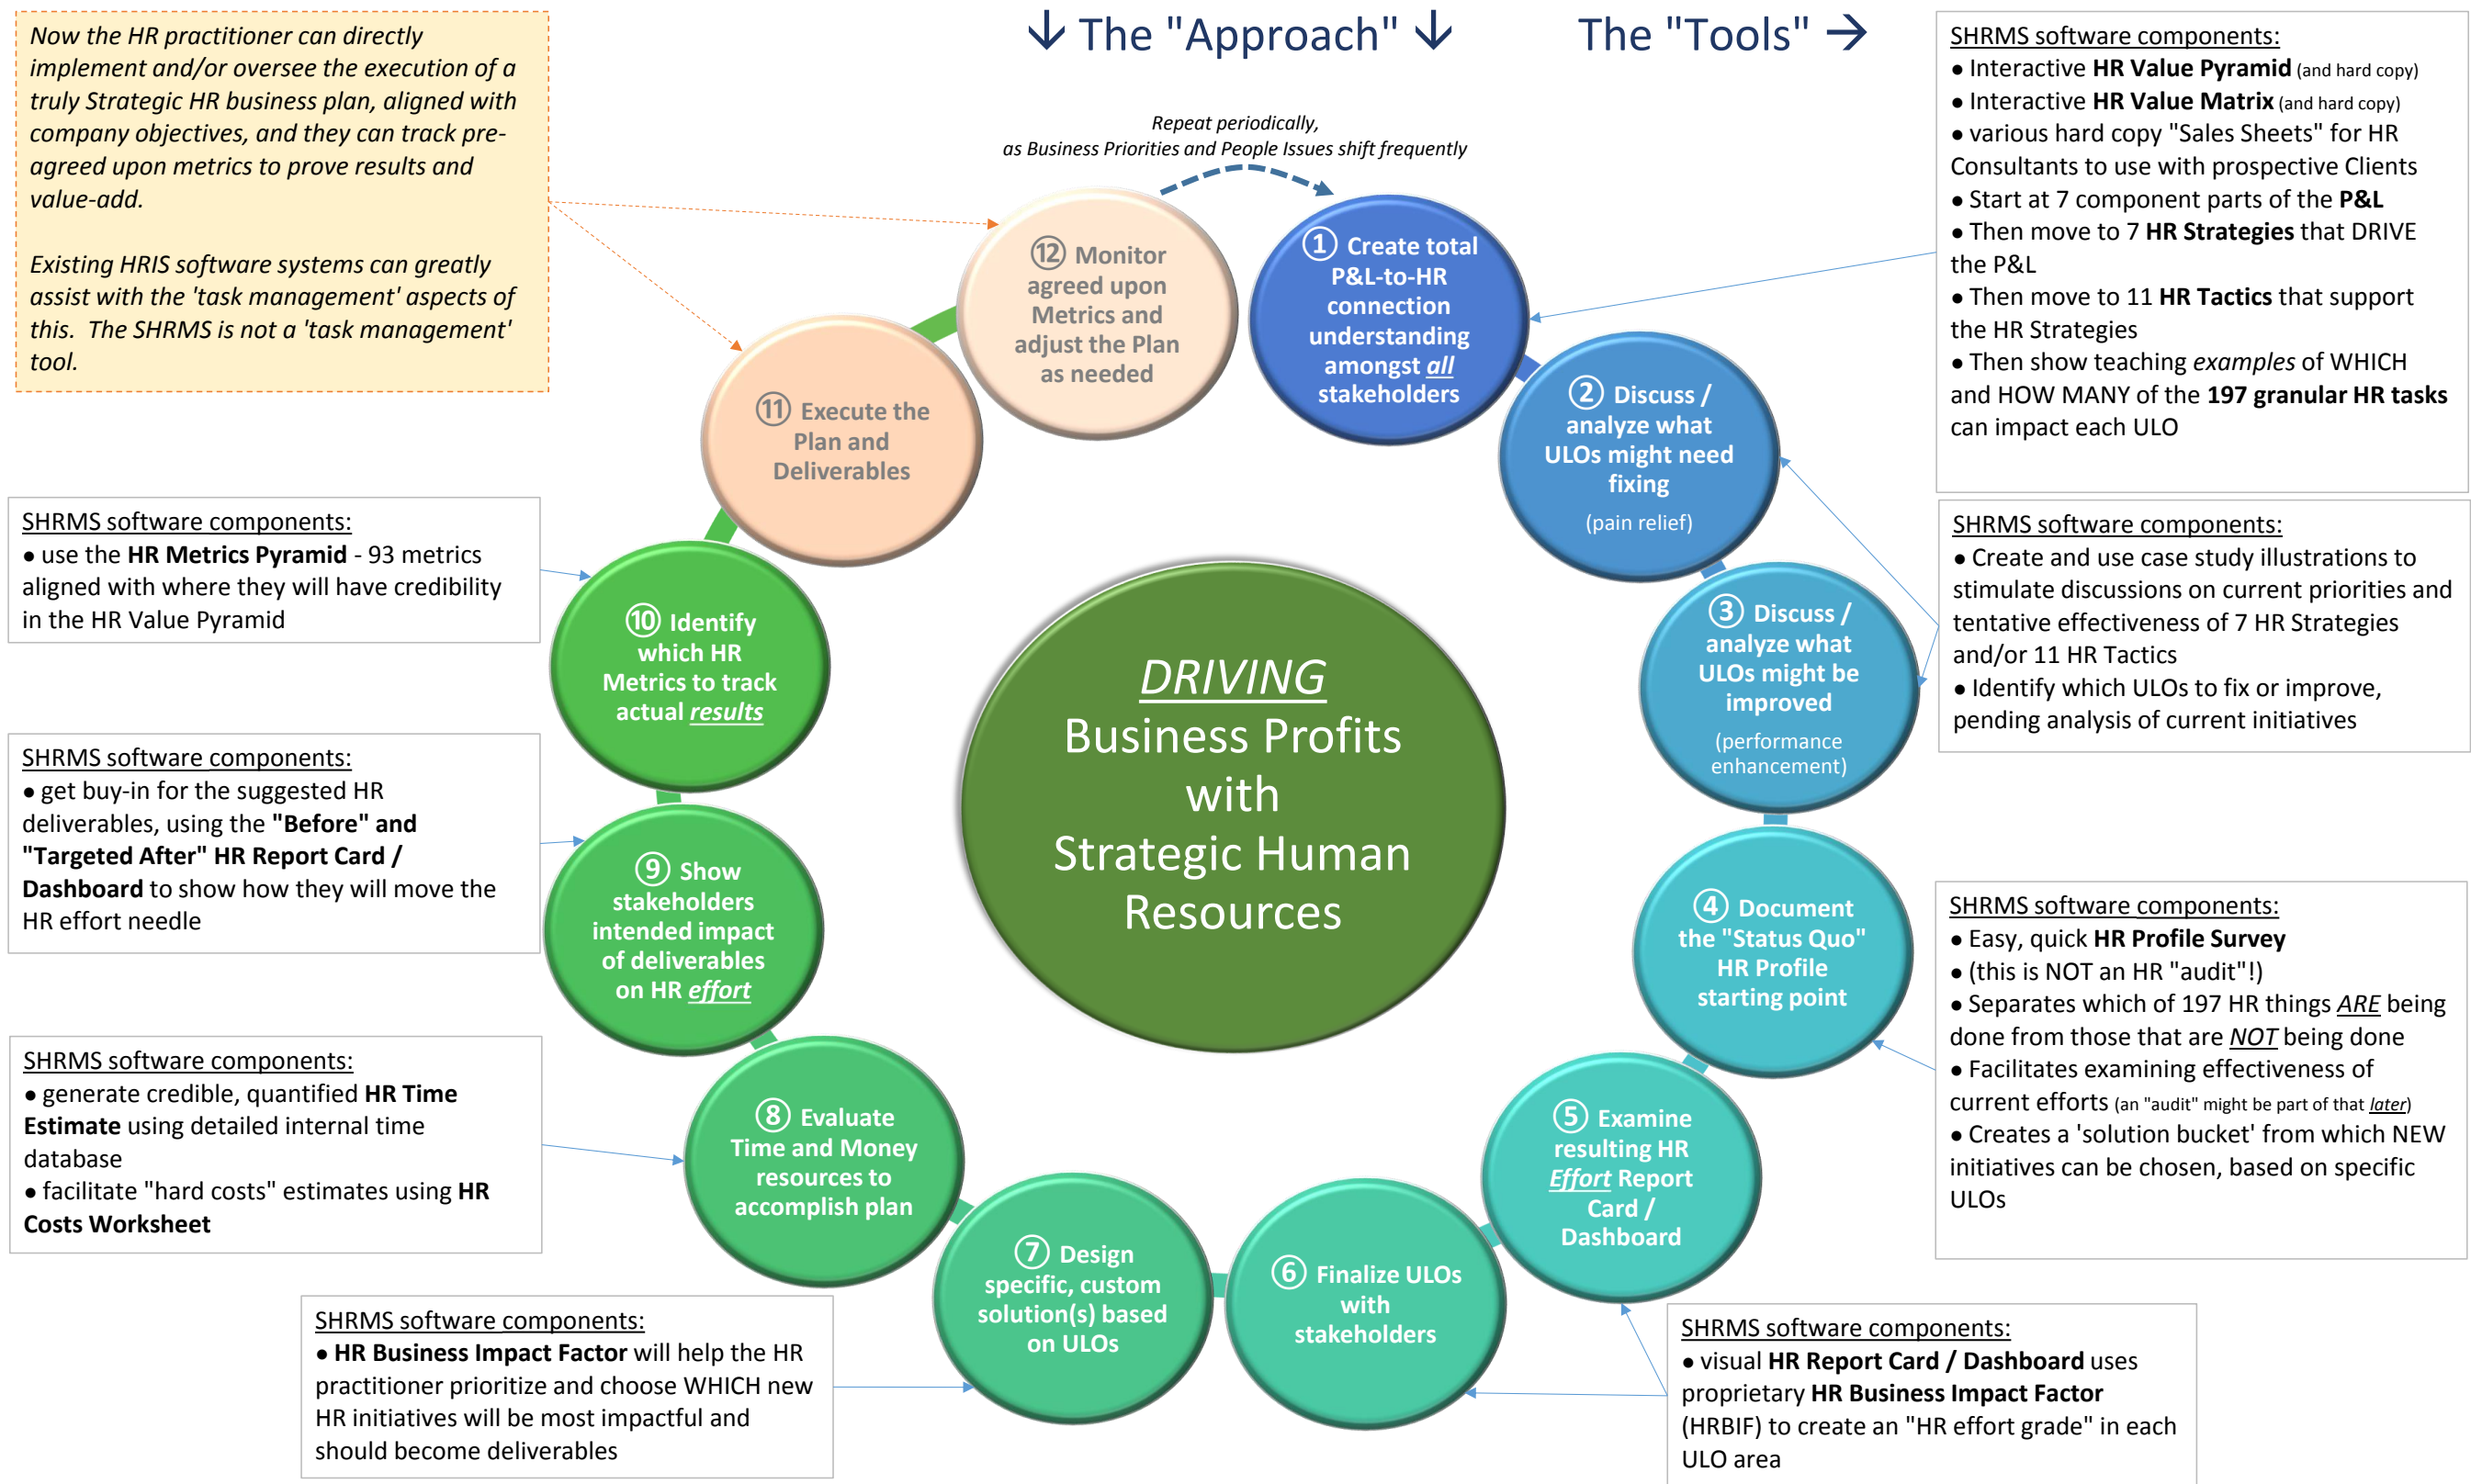 ↓ The "Approach" ↓
The "Tools" →
Now the HR practitioner can directly
implement and/or oversee the execution of a
truly Strategic HR business plan, aligned with
company objectives, and they can track pre-
agreed upon metrics to prove results and
value-add.
Existing HRIS software systems can greatly
assist with the 'task management' aspects of
this.  The SHRMS is not a 'task management'
tool.
Repeat periodically,
as Business Priorities and People Issues shift frequently
DRIVING
Business Profits
with
Strategic Human
Resources
① Create total
P&L-to-HR
connection
understanding
amongst all
stakeholders
② Discuss /
analyze what
ULOs might need
fixing
(pain relief)
③ Discuss /
analyze what
ULOs might be
improved
(performance
enhancement)
④ Document
the "Status Quo"
HR Profile
starting point
⑤ Examine
resulting HR
Effort Report
Card /
Dashboard
⑥ Finalize ULOs
with
stakeholders
⑦ Design
specific, custom
solution(s) based
on ULOs
⑧ Evaluate
Time and Money
resources to
accomplish plan
⑨ Show
stakeholders
intended impact
of deliverables
on HR effort
⑩ Identify
which HR
Metrics to track
actual results
⑪ Execute the
Plan and
Deliverables
⑫ Monitor
agreed upon
Metrics and
adjust the Plan
as needed
SHRMS software components:
● Interactive HR Value Pyramid (and hard copy)
● Interactive HR Value Matrix (and hard copy)
● various hard copy "Sales Sheets" for HR
Consultants to use with prospective Clients
● Start at 7 component parts of the P&L
● Then move to 7 HR Strategies that DRIVE
the P&L
● Then move to 11 HR Tactics that support
the HR Strategies
● Then show teaching examples of WHICH
and HOW MANY of the 197 granular HR tasks
can impact each ULO
SHRMS software components:
● Create and use case study illustrations to
stimulate discussions on current priorities and
tentative effectiveness of 7 HR Strategies
and/or 11 HR Tactics
● Identify which ULOs to fix or improve,
pending analysis of current initiatives
SHRMS software components:
● Easy, quick HR Profile Survey
● (this is NOT an HR "audit"!)
● Separates which of 197 HR things ARE being
done from those that are NOT being done
● Facilitates examining effectiveness of
current efforts (an "audit" might be part of that later)
● Creates a 'solution bucket' from which NEW
initiatives can be chosen, based on specific
ULOs
SHRMS software components:
● visual HR Report Card / Dashboard uses
proprietary HR Business Impact Factor
(HRBIF) to create an "HR effort grade" in each
ULO area
SHRMS software components:
● HR Business Impact Factor will help the HR
practitioner prioritize and choose WHICH new
HR initiatives will be most impactful and
should become deliverables
SHRMS software components:
● generate credible, quantified HR Time
Estimate using detailed internal time
database
● facilitate "hard costs" estimates using HR
Costs Worksheet
SHRMS software components:
● get buy-in for the suggested HR
deliverables, using the "Before" and
"Targeted After" HR Report Card /
Dashboard to show how they will move the
HR effort needle
SHRMS software components:
● use the HR Metrics Pyramid - 93 metrics
aligned with where they will have credibility
in the HR Value Pyramid